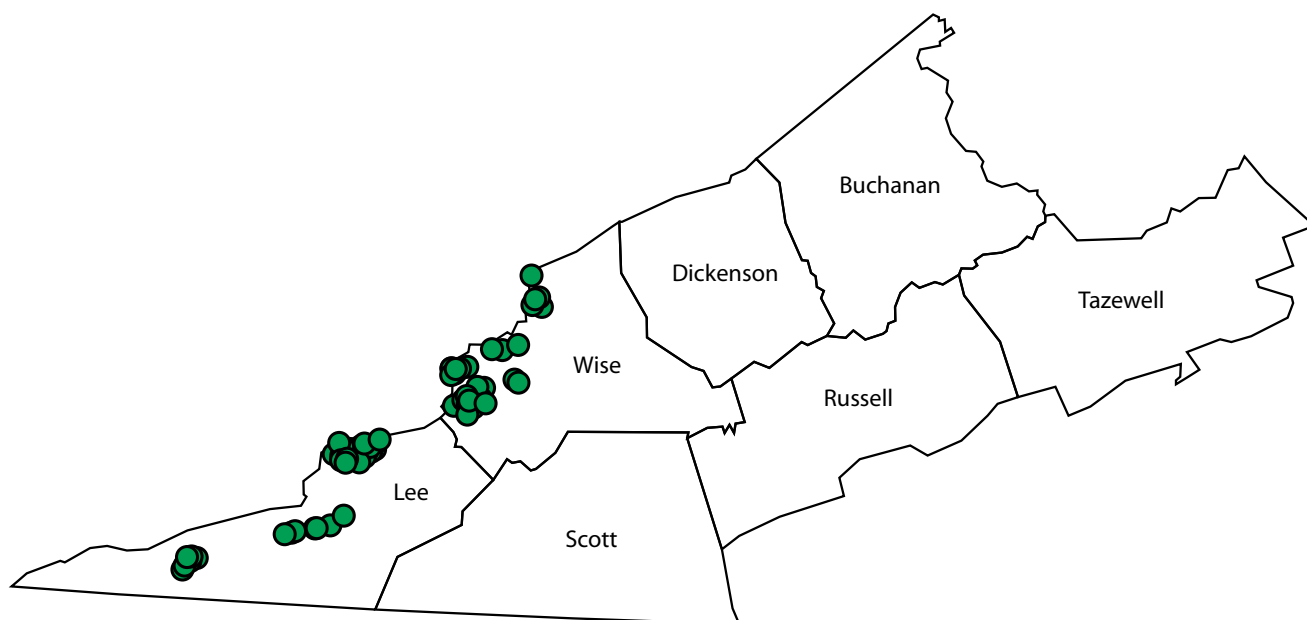 Buchanan
Dickenson
Tazewell
Wise
Russell
Lee
Scott